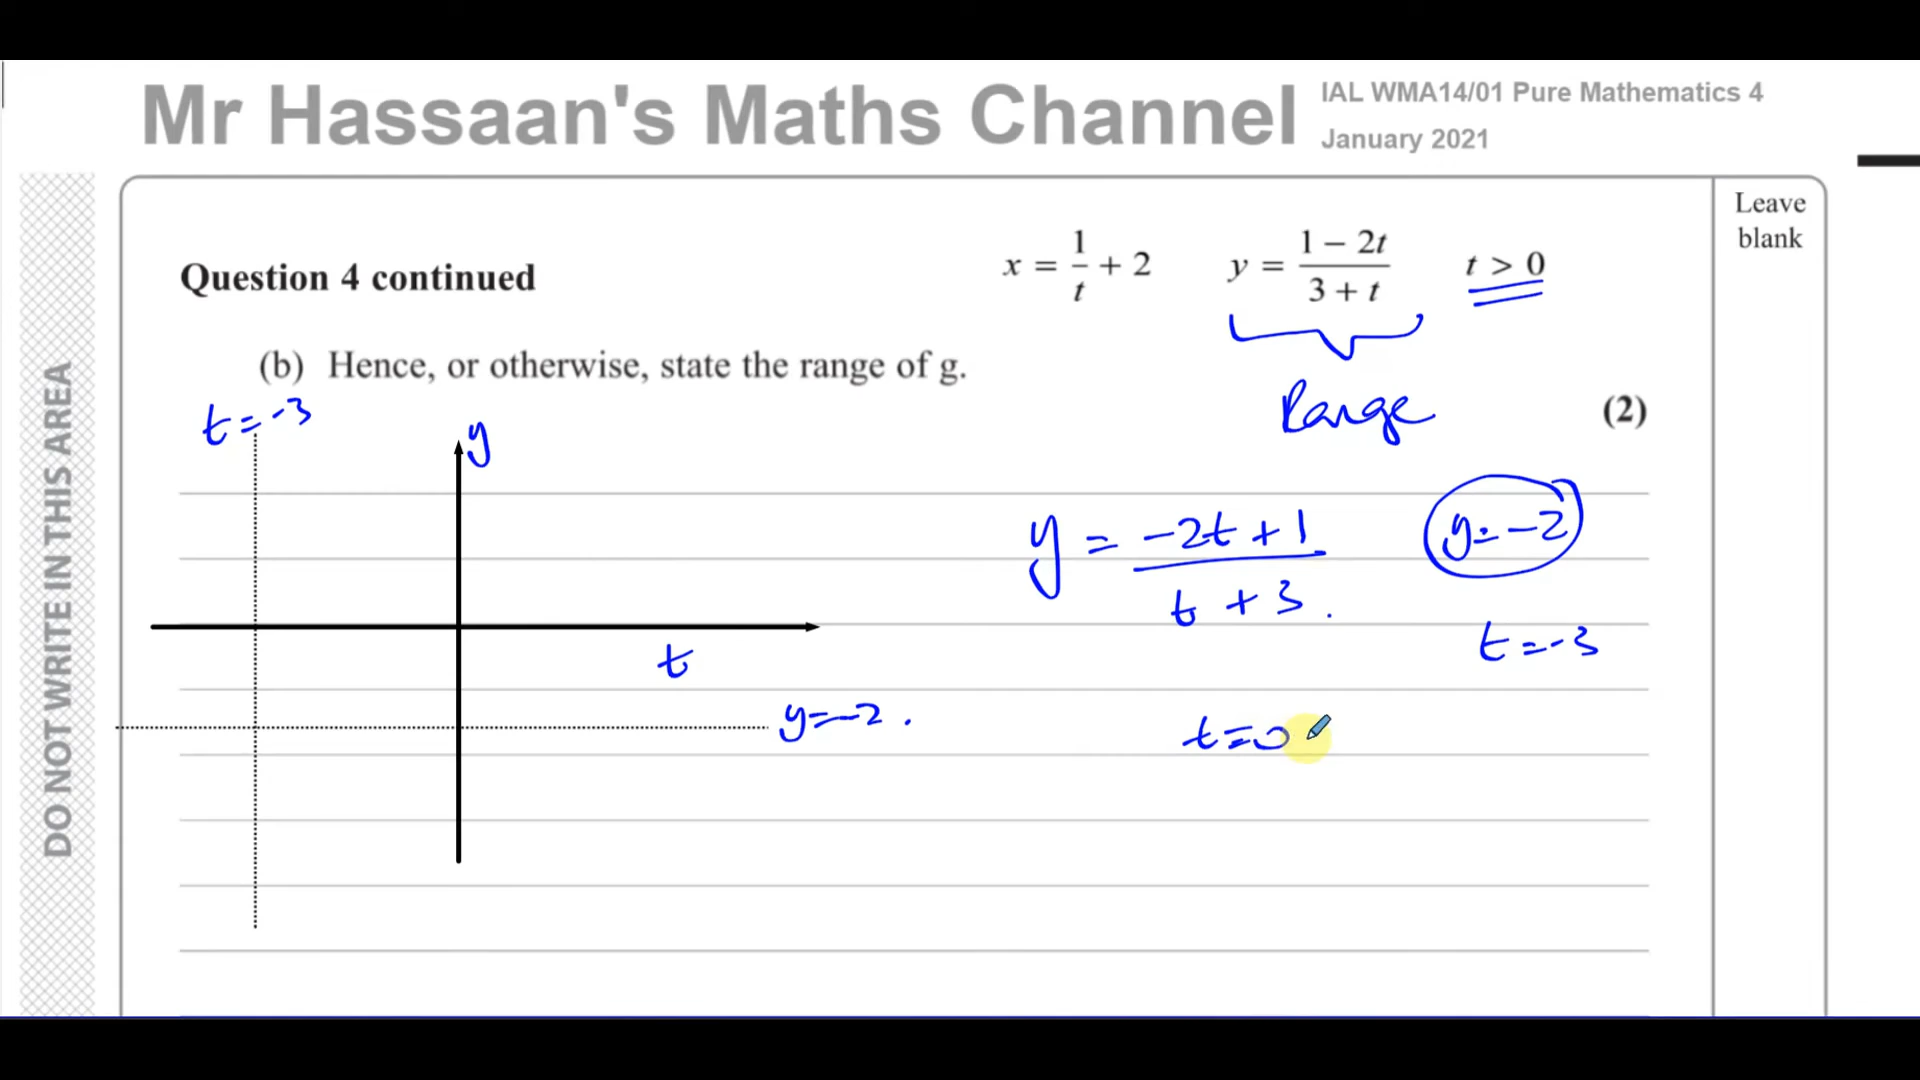 Mr Hassaan's Maths Channel
IAL WMA14/01 Pure Mathematics 4
January 2021
Leave
blank
DO NOT WRITE IN THIS AREA
Question 4 continued
x = 1/t + 2 y = (1 − 2t)/(3 + t) t > 0
(b) Hence, or otherwise, state the range of g.
Range
(2)
t=-3
y
y = (-2t+1)/(t+3).
y=-2
t=-3
t
y=-2.
t=0